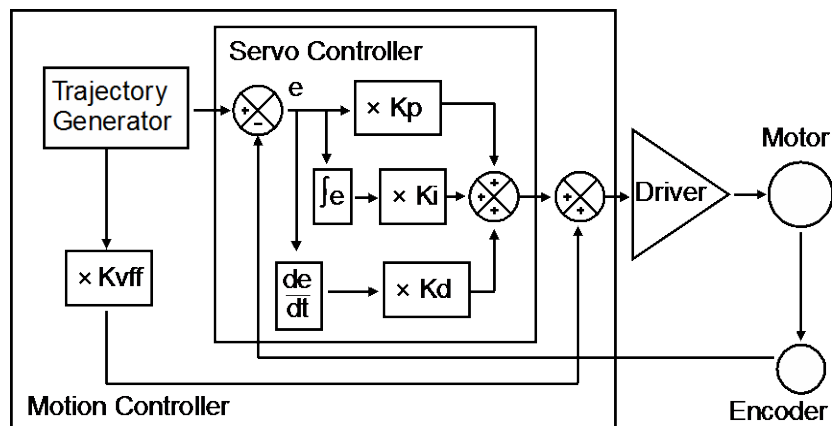 Servo Controller
Trajectory
Generator
e
× Kp
+
−
∫e
× Ki
+
+
+
+
+
Driver
Motor
× Kvff
de
dt
× Kd
Motion Controller
Encoder